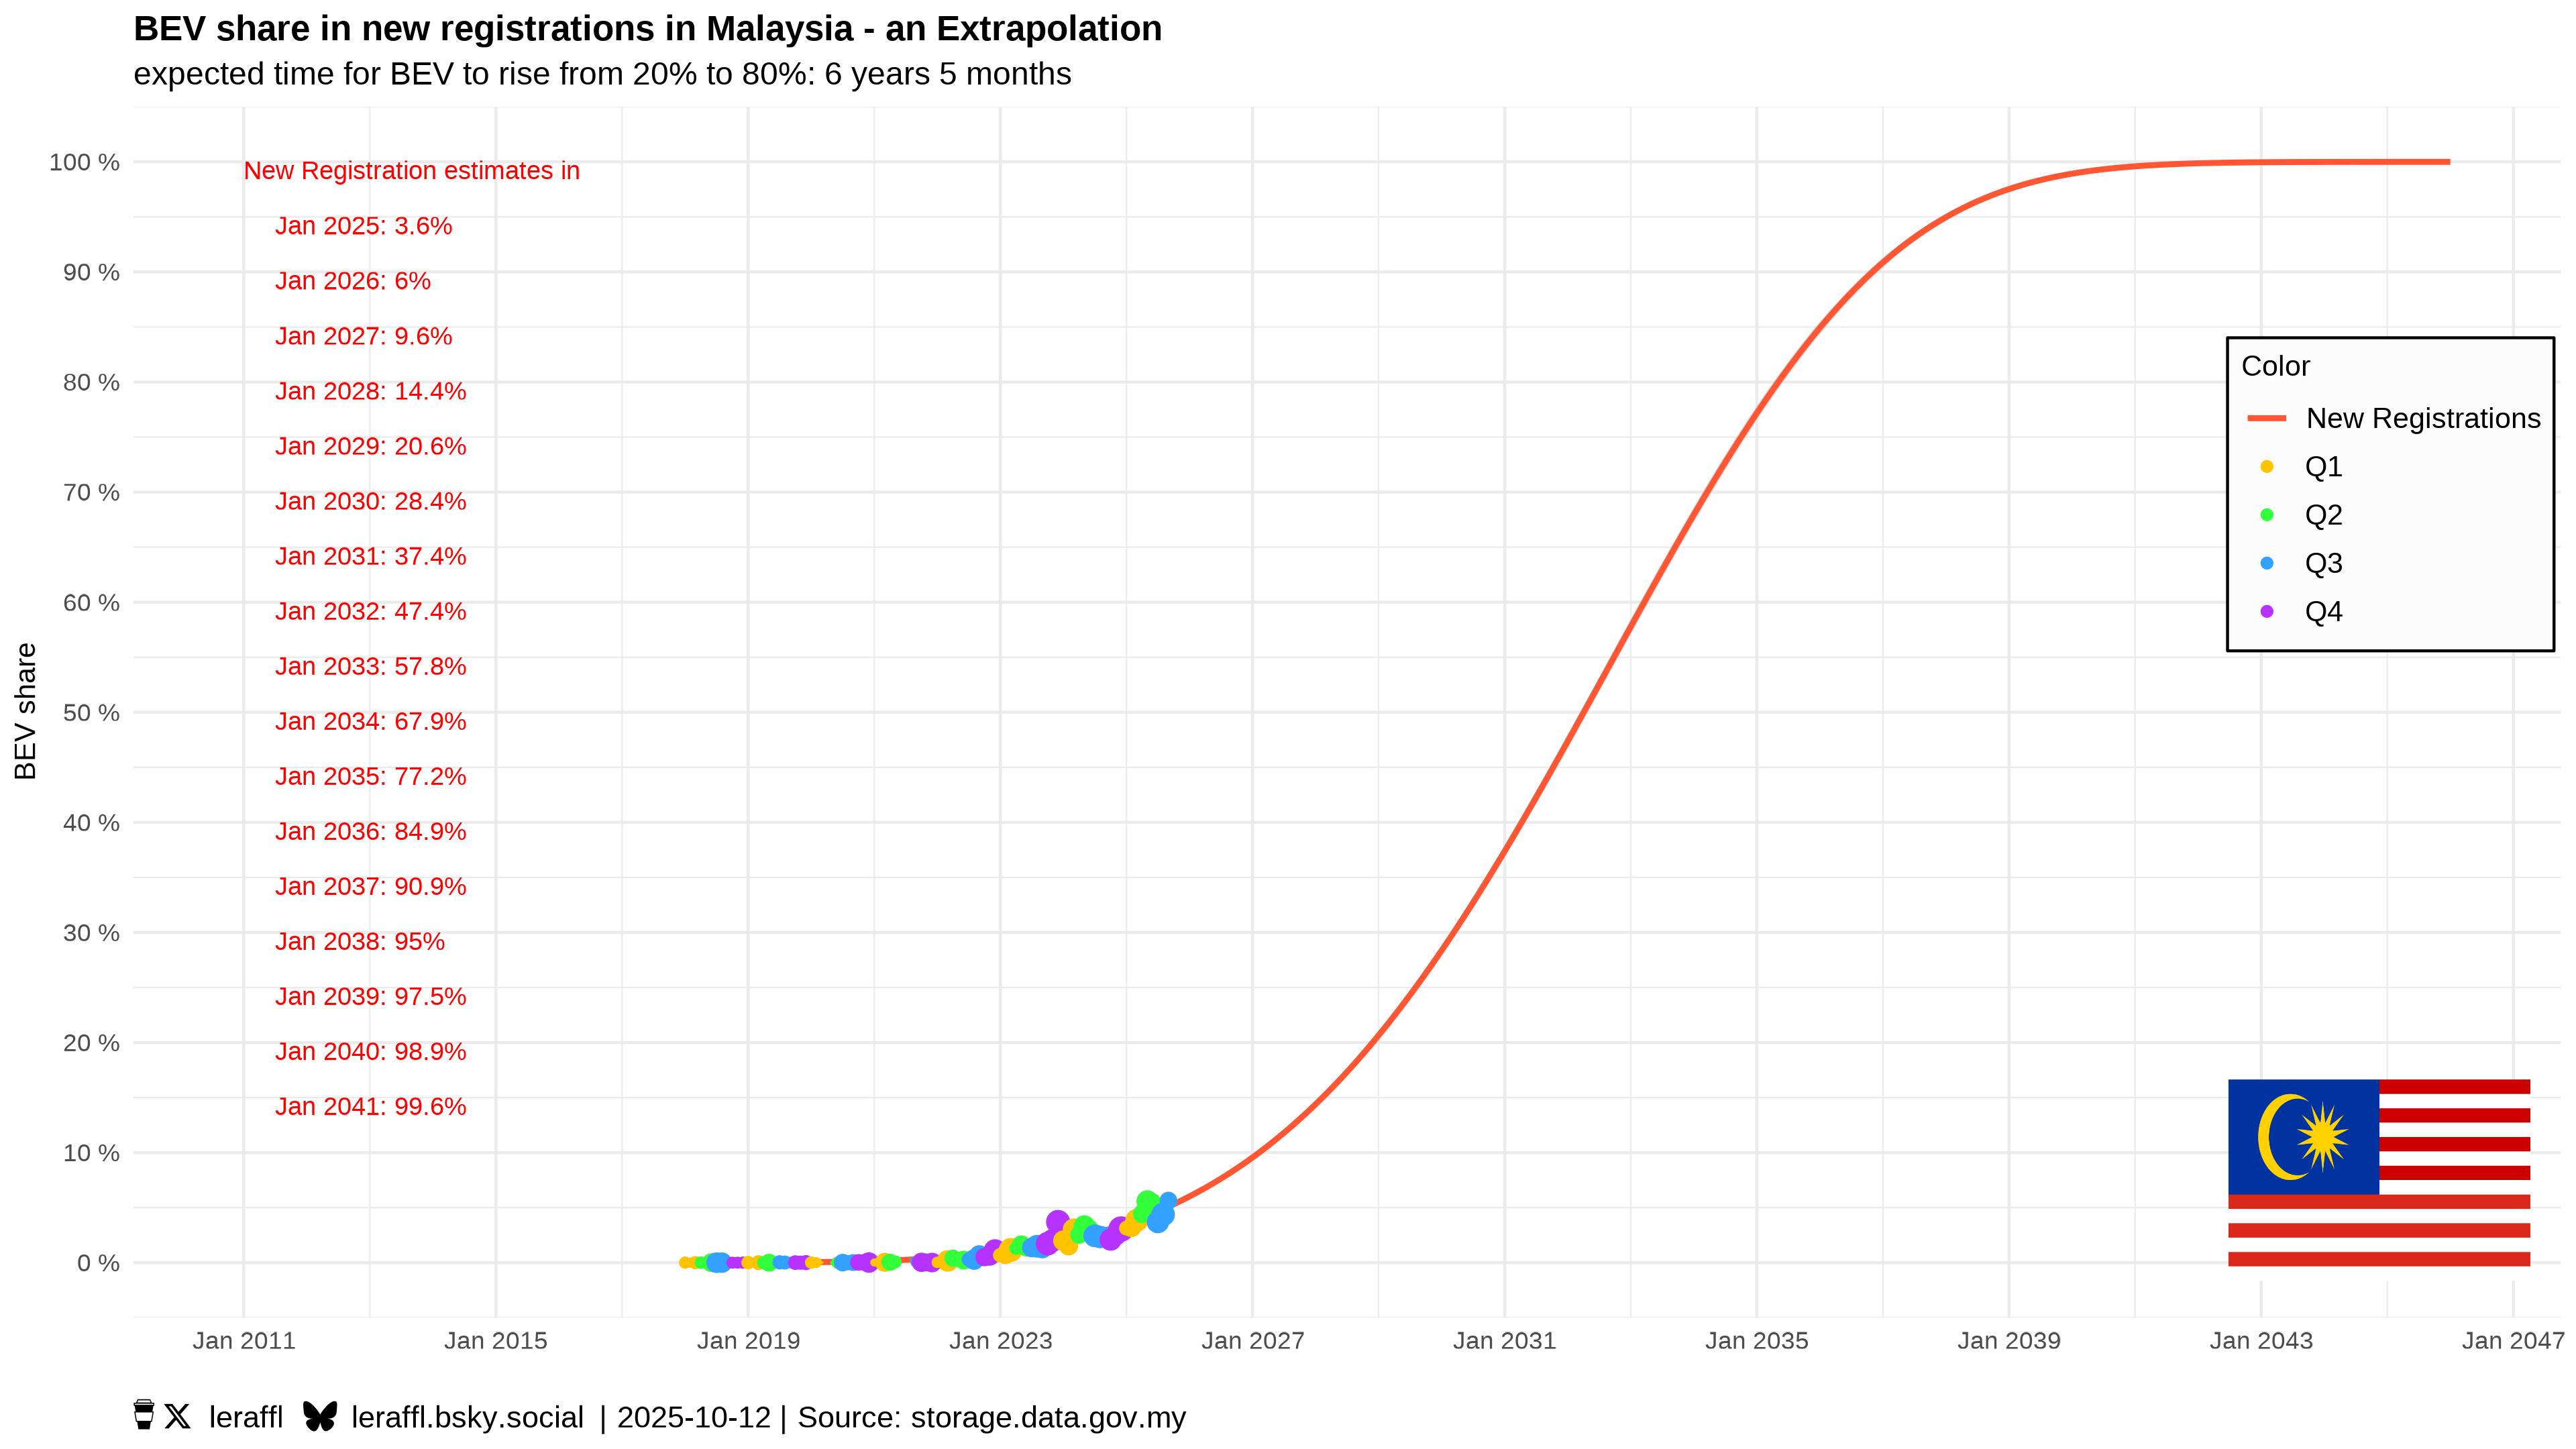 BEV share in new registrations in Malaysia - an Extrapolation
expected time for BEV to rise from 20% to 80%: 6 years 5 months
BEV share
100 %
90 %
80 %
70 %
60 %
50 %
40 %
30 %
20 %
10 %
0 %
New Registration estimates in
Jan 2025: 3.6%
Jan 2026: 6%
Jan 2027: 9.6%
Jan 2028: 14.4%
Jan 2029: 20.6%
Jan 2030: 28.4%
Jan 2031: 37.4%
Jan 2032: 47.4%
Jan 2033: 57.8%
Jan 2034: 67.9%
Jan 2035: 77.2%
Jan 2036: 84.9%
Jan 2037: 90.9%
Jan 2038: 95%
Jan 2039: 97.5%
Jan 2040: 98.9%
Jan 2041: 99.6%
Color
New Registrations
Q1
Q2
Q3
Q4
Jan 2011 Jan 2015 Jan 2019 Jan 2023 Jan 2027 Jan 2031 Jan 2035 Jan 2039 Jan 2043 Jan 2047
leraffl leraffl.bsky.social | 2025-10-12 | Source: storage.data.gov.my